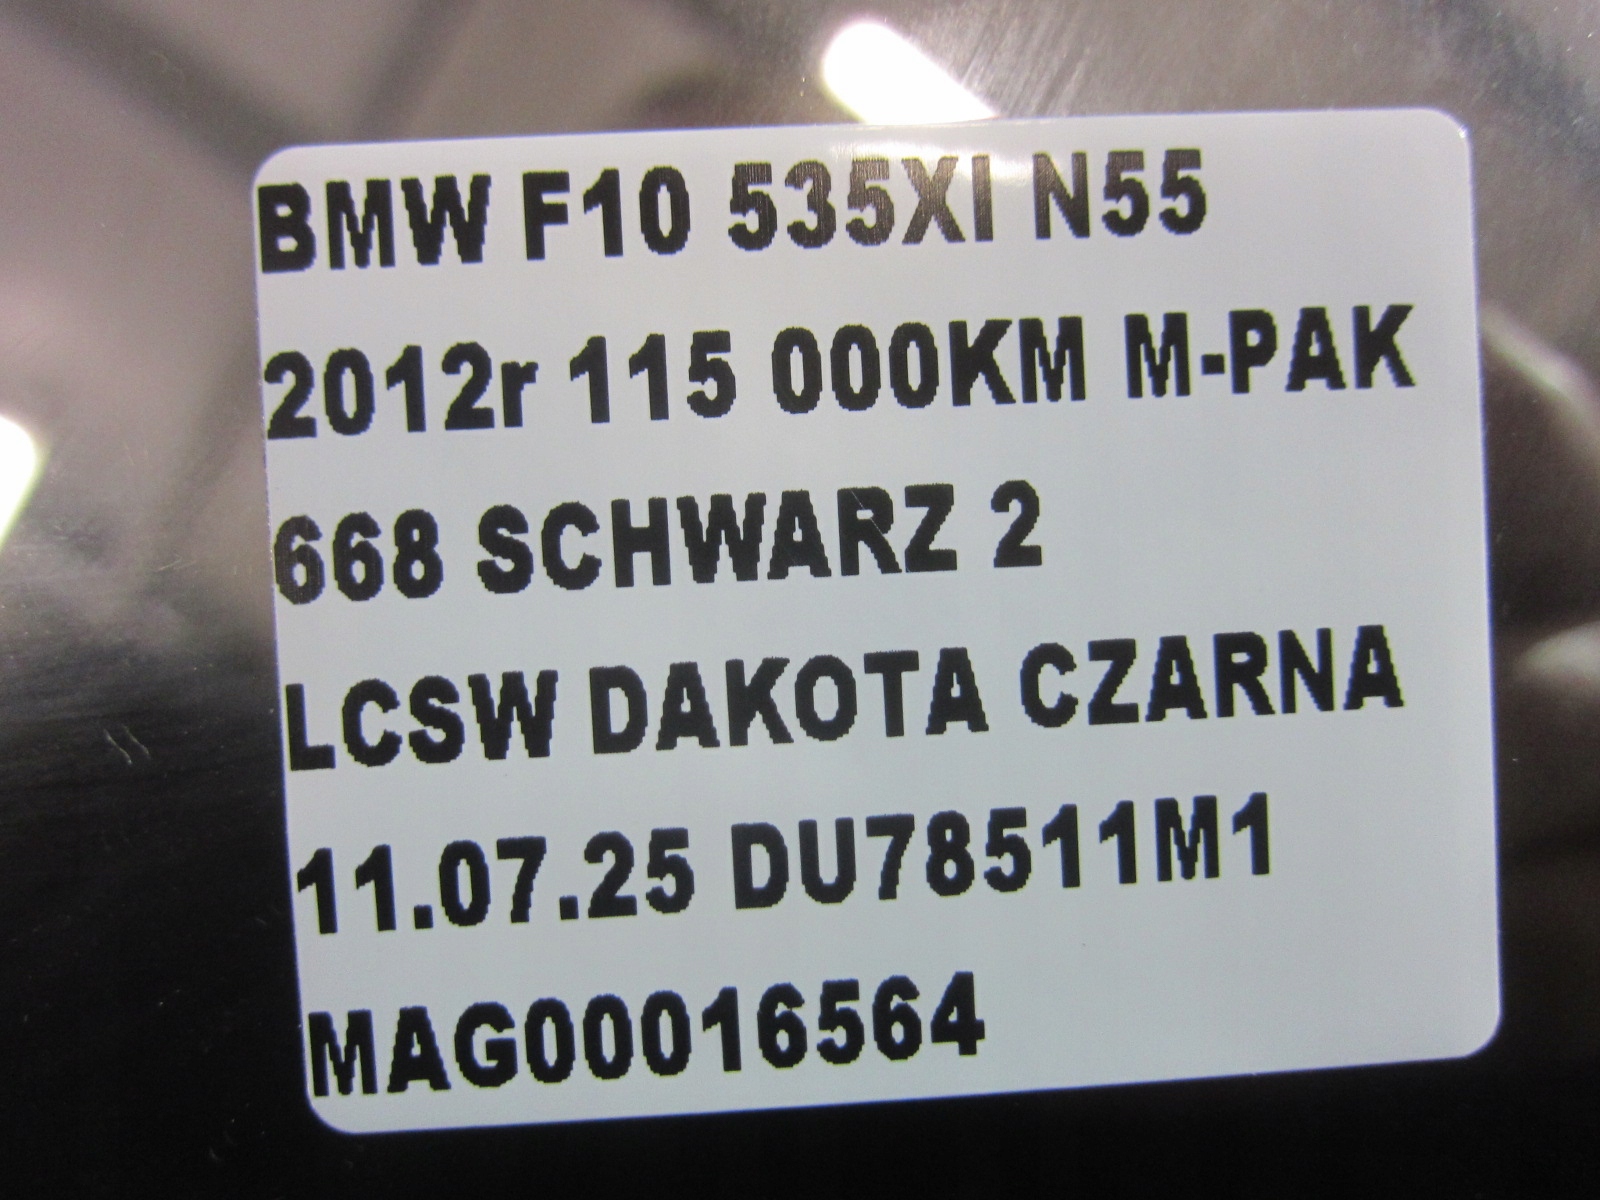 BMW F10 535XI N55
2012r 115 000KM M-PAK
668 SCHWARZ 2
LCSW DAKOTA CZARNA
11.07.25 DU78511M1
MAG00016564